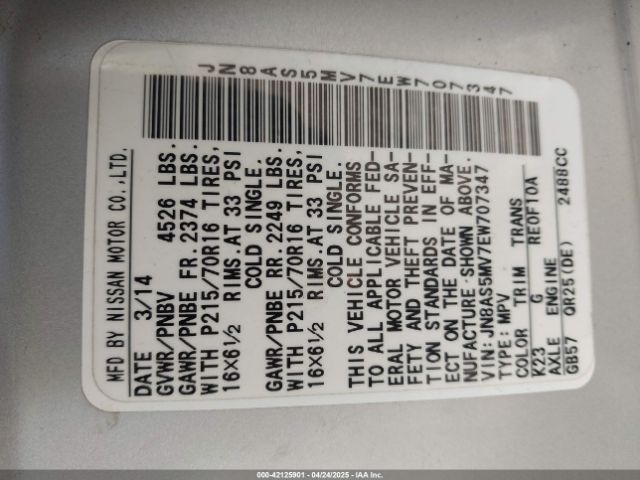 JN8AS5MV7EW707347
MFD BY NISSAN MOTOR CO.,LTD.
DATE 3/14
GVWR/PNBV 4526 LBS.
GAWR/PNBE FR. 2374 LBS.
WITH P215/70R16 TIRES,
16X6½ RIMS.AT 33 PSI
COLD SINGLE.
GAWR/PNBE RR. 2249 LBS.
WITH P215/70R16 TIRES,
16X6½ RIMS.AT 33 PSI
COLD SINGLE.
THIS VEHICLE CONFORMS
TO ALL APPLICABLE FED-
ERAL MOTOR VEHICLE SA-
FETY AND THEFT PREVEN-
TION STANDARDS IN EFF-
ECT ON THE DATE OF MA-
NUFACTURE SHOWN ABOVE.
VIN: JN8AS5MV7EW707347
TYPE: MPV
COLOR TRIM TRANS
K23 G RE0F10A
AXLE ENGINE
GB57 QR25(DE) 2488CC
000-42125901 - 04/24/2025 - IAAI.COM